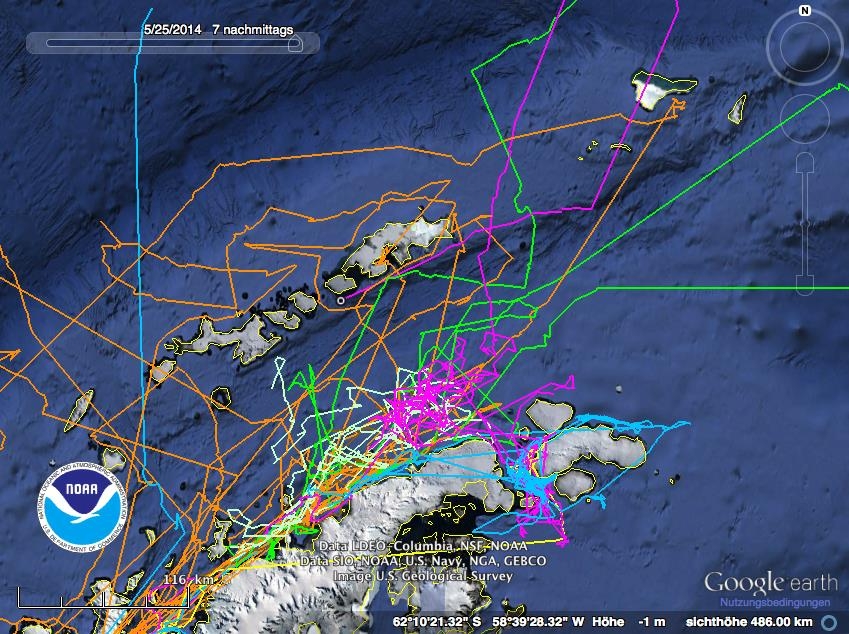 5/25/2014 7 nachmittags
N
NATIONAL OCEANIC AND ATMOSPHERIC ADMINISTRATION
NOAA
U.S. DEPARTMENT OF COMMERCE
Data LDEO-Columbia, NSF, NOAA
Data SIO, NOAA, U.S. Navy, NGA, GEBCO
Image U.S. Geological Survey
116 km
Google earth
Nutzungsbedingungen
62°10'21.32" S 58°39'28.32" W Höhe -1 m sichthöhe 486.00 km